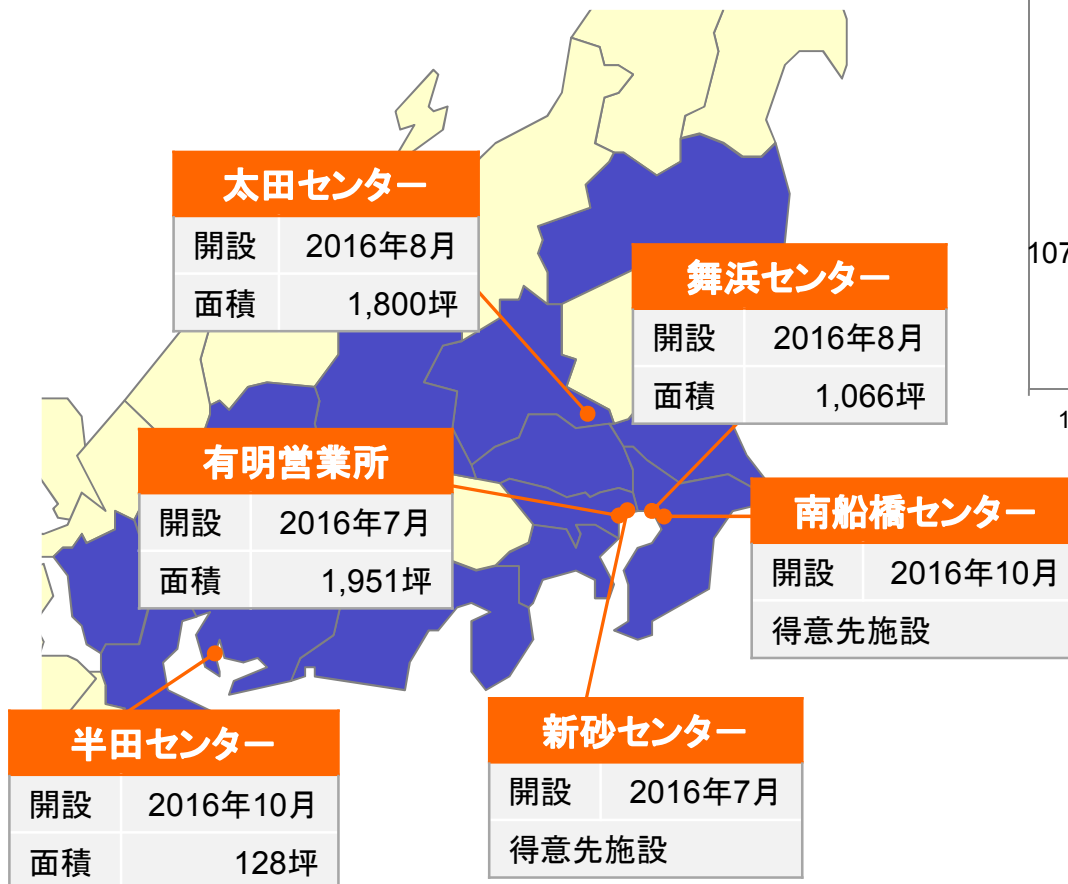 太田センター
開設 2016年8月
面積 1,800坪
舞浜センター
開設 2016年8月
面積 1,066坪
107
1
有明営業所
開設 2016年7月
面積 1,951坪
南船橋センター
開設 2016年10月
得意先施設
半田センター
開設 2016年10月
面積 128坪
新砂センター
開設 2016年7月
得意先施設